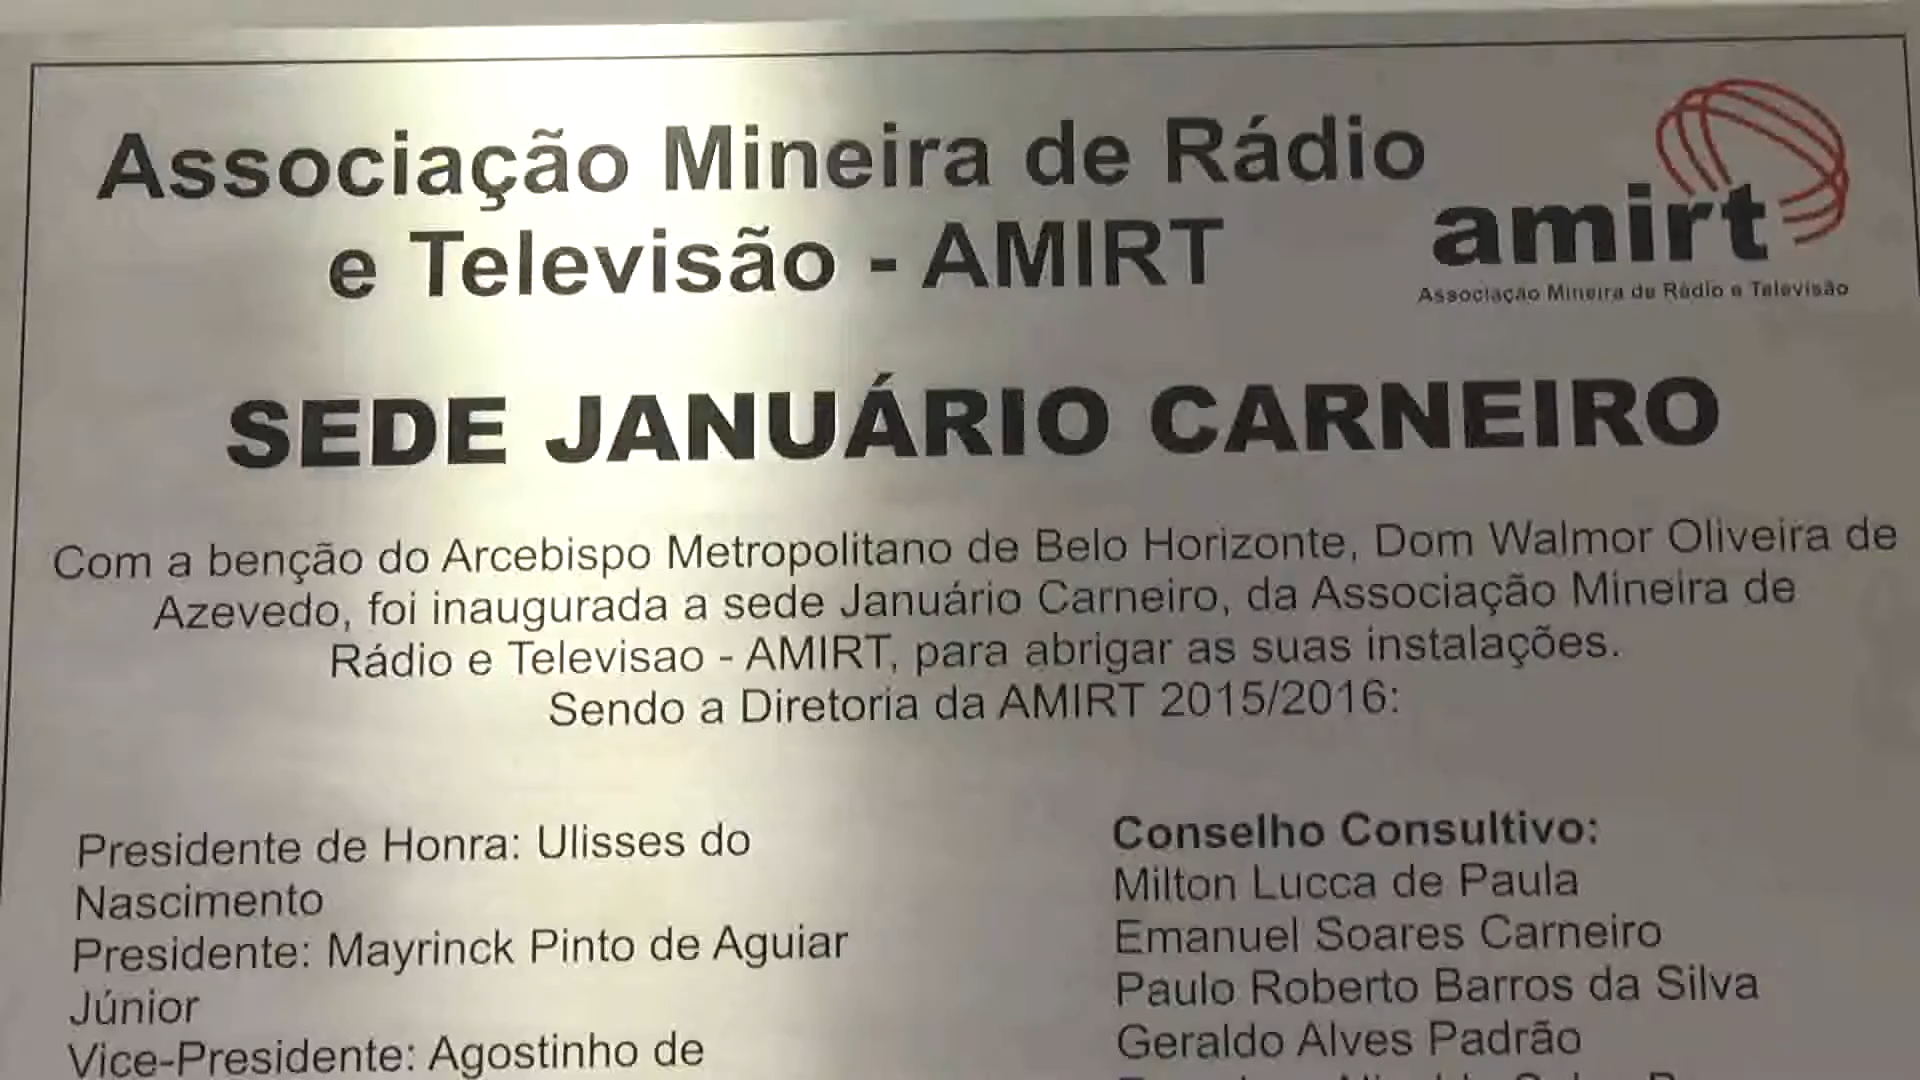 Associação Mineira de Rádio
e Televisão - AMIRT
amirt
Associação Mineira de Rádio e Televisão
SEDE JANUÁRIO CARNEIRO
Com a benção do Arcebispo Metropolitano de Belo Horizonte, Dom Walmor Oliveira de
Azevedo, foi inaugurada a sede Januário Carneiro, da Associação Mineira de
Rádio e Televisao - AMIRT, para abrigar as suas instalações.
Sendo a Diretoria da AMIRT 2015/2016:
Presidente de Honra: Ulisses do
Nascimento
Presidente: Mayrinck Pinto de Aguiar
Júnior
Vice-Presidente: Agostinho de
Conselho Consultivo:
Milton Lucca de Paula
Emanuel Soares Carneiro
Paulo Roberto Barros da Silva
Geraldo Alves Padrão